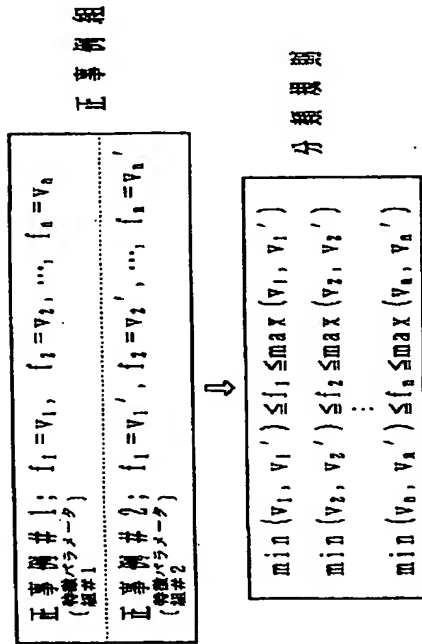 正事例#1; f₁=v₁, f₂=v₂, …, fₙ=vₙ
(特徴パラメータ
組#1)
正事例#2; f₁=v₁′, f₂=v₂′, …, fₙ=vₙ′
(特徴パラメータ
組#2)
正事例組
min(v₁, v₁′)≦f₁≦max(v₁, v₁′)
min(v₂, v₂′)≦f₂≦max(v₂, v₂′)
⋮
min(vₙ, vₙ′)≦fₙ≦max(vₙ, vₙ′)
分類規則